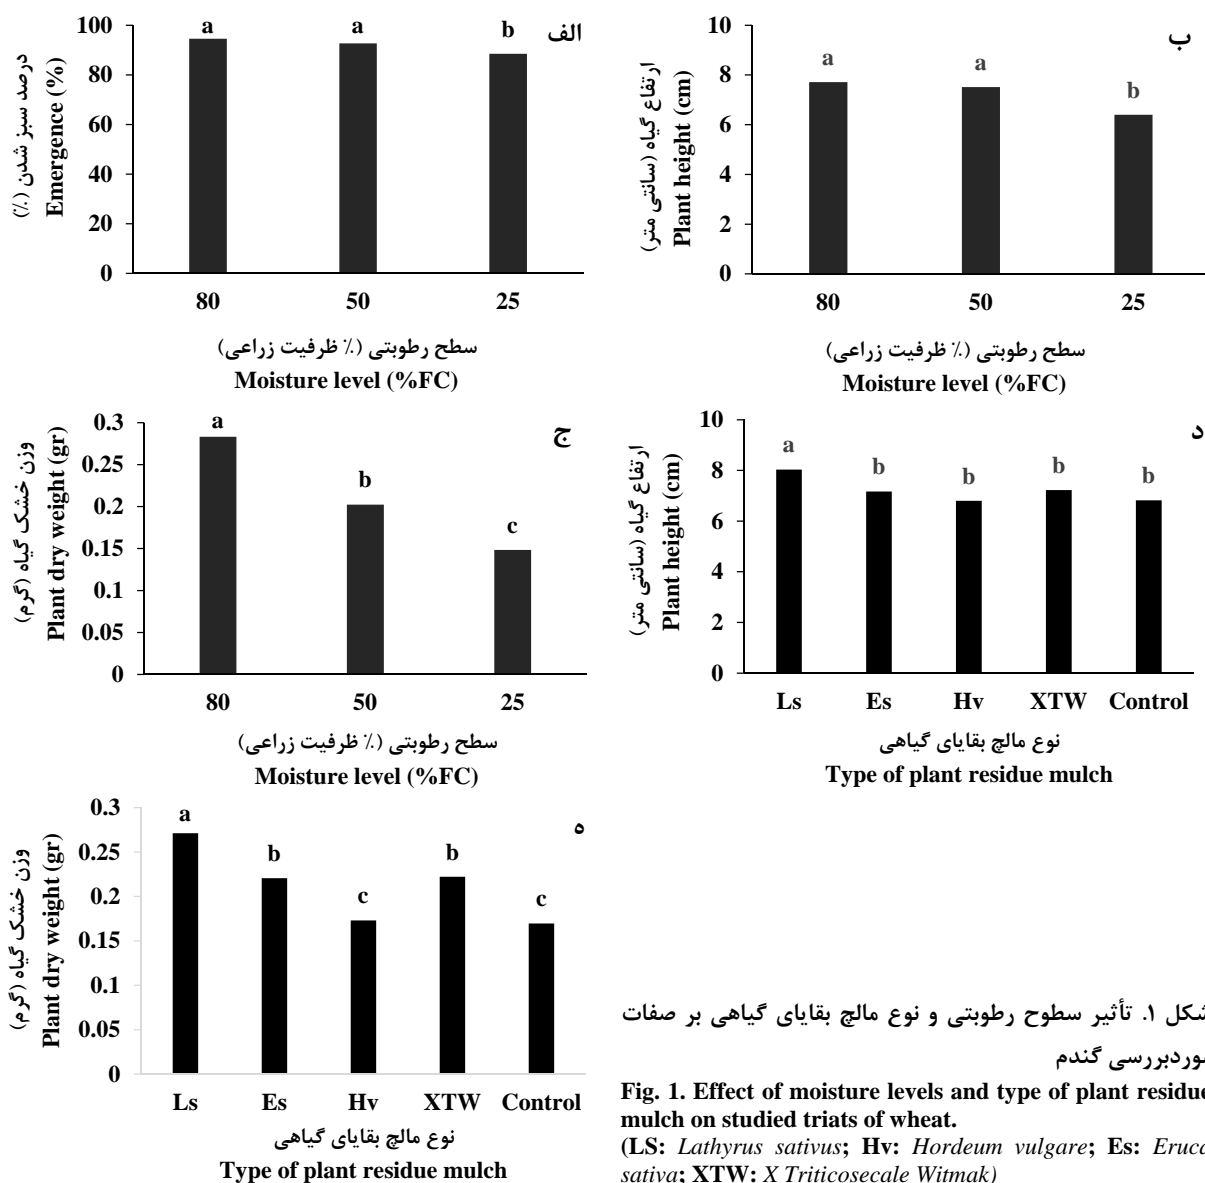 الف
100
80
60
40
20
0
a
a
b
80
50
25
درصد سبز شدن (٪)
Emergence (%)
سطح رطوبتی (٪ ظرفیت زراعی)
Moisture level (%FC)
ب
10
8
6
4
2
0
a
a
b
80
50
25
ارتفاع گیاه (سانتی متر)
Plant height (cm)
سطح رطوبتی (٪ ظرفیت زراعی)
Moisture level (%FC)
ج
0.3
0.25
0.2
0.15
0.1
0.05
0
a
b
c
80
50
25
وزن خشک گیاه (گرم)
Plant dry weight (gr)
سطح رطوبتی (٪ ظرفیت زراعی)
Moisture level (%FC)
د
10
8
6
4
2
0
a
b
b
b
b
Ls
Es
Hv
XTW
Control
ارتفاع گیاه (سانتی متر)
Plant height (cm)
نوع مالچ بقایای گیاهی
Type of plant residue mulch
ه
0.3
0.25
0.2
0.15
0.1
0.05
0
a
b
c
b
c
Ls
Es
Hv
XTW
Control
وزن خشک گیاه (گرم)
Plant dry weight (gr)
نوع مالچ بقایای گیاهی
Type of plant residue mulch
شکل ۱. تأثیر سطوح رطوبتی و نوع مالچ بقایای گیاهی بر صفات
موردبررسی گندم
Fig. 1. Effect of moisture levels and type of plant residue
mulch on studied triats of wheat.
(LS: Lathyrus sativus; Hv: Hordeum vulgare; Es: Eruca
sativa; XTW: X Triticosecale Witmak)